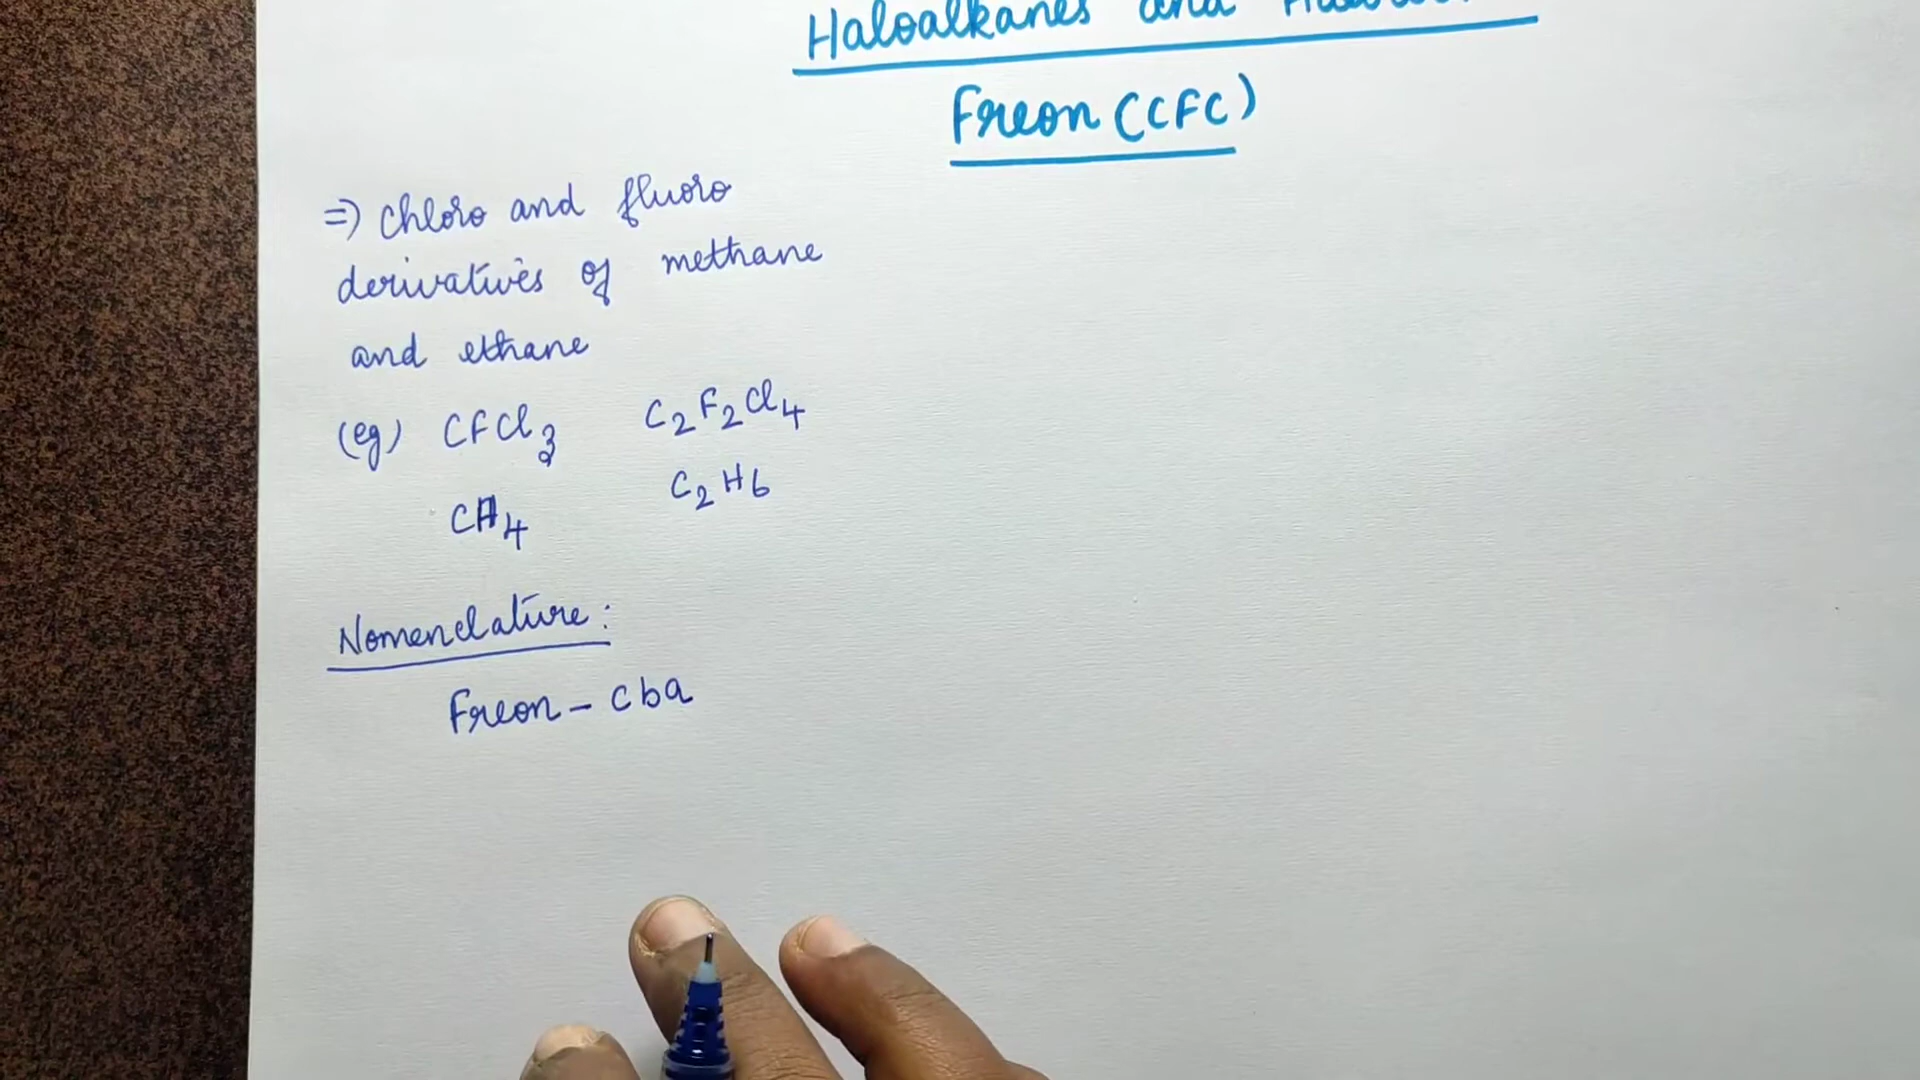 Haloalkanes and
Freon (CFC)
=> chloro and fluoro
derivatives of methane
and ethane
(eg) CFCl₃ C₂F₂Cl₄
CH₄ C₂H₆
Nomenclature:
Freon - cba